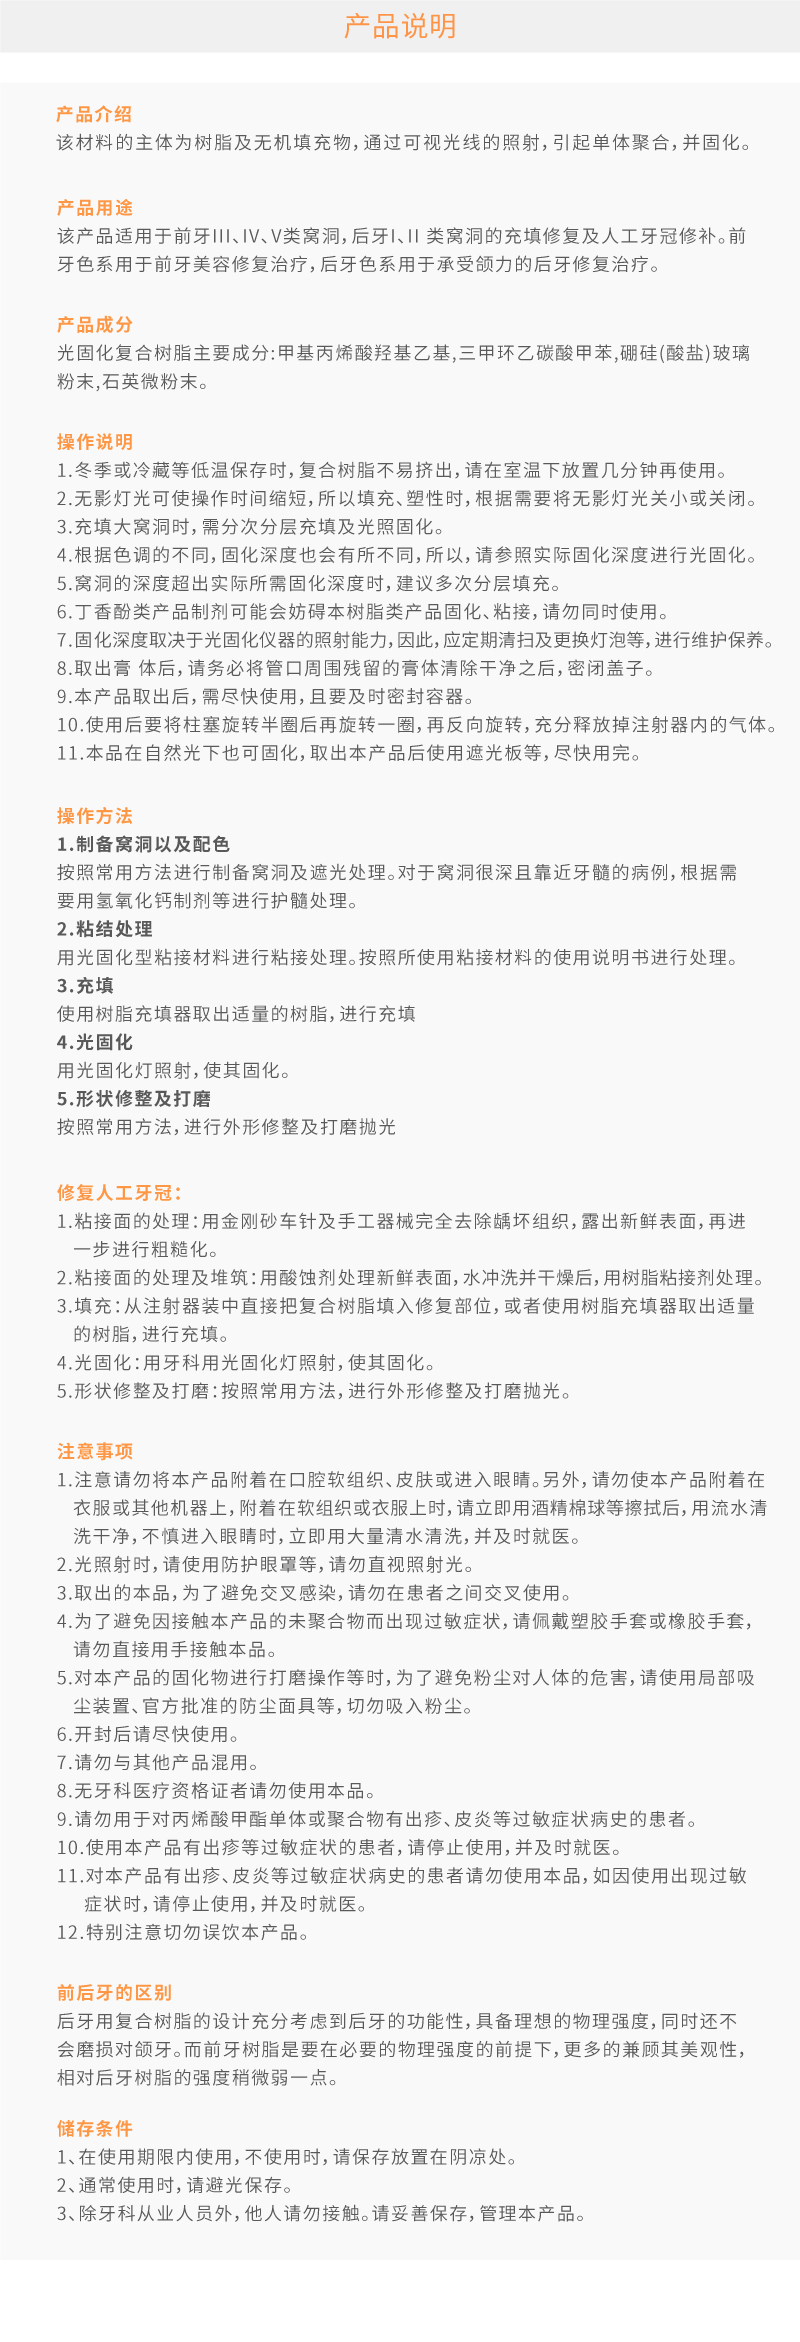 产品说明
产品介绍
该材料的主体为树脂及无机填充物，通过可视光线的照射，引起单体聚合，并固化。
产品用途
该产品适用于前牙III、IV、V类窝洞，后牙I、II 类窝洞的充填修复及人工牙冠修补。前
牙色系用于前牙美容修复治疗，后牙色系用于承受颌力的后牙修复治疗。
产品成分
光固化复合树脂主要成分:甲基丙烯酸羟基乙基,三甲环乙碳酸甲苯,硼硅(酸盐)玻璃
粉末,石英微粉末。
操作说明
1.冬季或冷藏等低温保存时，复合树脂不易挤出，请在室温下放置几分钟再使用。
2.无影灯光可使操作时间缩短，所以填充、塑性时，根据需要将无影灯光关小或关闭。
3.充填大窝洞时，需分次分层充填及光照固化。
4.根据色调的不同，固化深度也会有所不同，所以，请参照实际固化深度进行光固化。
5.窝洞的深度超出实际所需固化深度时，建议多次分层填充。
6.丁香酚类产品制剂可能会妨碍本树脂类产品固化、粘接，请勿同时使用。
7.固化深度取决于光固化仪器的照射能力，因此，应定期清扫及更换灯泡等，进行维护保养。
8.取出膏 体后，请务必将管口周围残留的膏体清除干净之后，密闭盖子。
9.本产品取出后，需尽快使用，且要及时密封容器。
10.使用后要将柱塞旋转半圈后再旋转一圈，再反向旋转，充分释放掉注射器内的气体。
11.本品在自然光下也可固化，取出本产品后使用遮光板等，尽快用完。
操作方法
1.制备窝洞以及配色
按照常用方法进行制备窝洞及遮光处理。对于窝洞很深且靠近牙髓的病例，根据需
要用氢氧化钙制剂等进行护髓处理。
2.粘结处理
用光固化型粘接材料进行粘接处理。按照所使用粘接材料的使用说明书进行处理。
3.充填
使用树脂充填器取出适量的树脂，进行充填
4.光固化
用光固化灯照射，使其固化。
5.形状修整及打磨
按照常用方法，进行外形修整及打磨抛光
修复人工牙冠：
1.粘接面的处理：用金刚砂车针及手工器械完全去除龋坏组织，露出新鲜表面，再进
一步进行粗糙化。
2.粘接面的处理及堆筑：用酸蚀剂处理新鲜表面，水冲洗并干燥后，用树脂粘接剂处理。
3.填充：从注射器装中直接把复合树脂填入修复部位，或者使用树脂充填器取出适量
的树脂，进行充填。
4.光固化：用牙科用光固化灯照射，使其固化。
5.形状修整及打磨：按照常用方法，进行外形修整及打磨抛光。
注意事项
1.注意请勿将本产品附着在口腔软组织、皮肤或进入眼睛。另外，请勿使本产品附着在
衣服或其他机器上，附着在软组织或衣服上时，请立即用酒精棉球等擦拭后，用流水清
洗干净，不慎进入眼睛时，立即用大量清水清洗，并及时就医。
2.光照射时，请使用防护眼罩等，请勿直视照射光。
3.取出的本品，为了避免交叉感染，请勿在患者之间交叉使用。
4.为了避免因接触本产品的未聚合物而出现过敏症状，请佩戴塑胶手套或橡胶手套，
请勿直接用手接触本品。
5.对本产品的固化物进行打磨操作等时，为了避免粉尘对人体的危害，请使用局部吸
尘装置、官方批准的防尘面具等，切勿吸入粉尘。
6.开封后请尽快使用。
7.请勿与其他产品混用。
8.无牙科医疗资格证者请勿使用本品。
9.请勿用于对丙烯酸甲酯单体或聚合物有出疹、皮炎等过敏症状病史的患者。
10.使用本产品有出疹等过敏症状的患者，请停止使用，并及时就医。
11.对本产品有出疹、皮炎等过敏症状病史的患者请勿使用本品，如因使用出现过敏
症状时，请停止使用，并及时就医。
12.特别注意切勿误饮本产品。
前后牙的区别
后牙用复合树脂的设计充分考虑到后牙的功能性，具备理想的物理强度，同时还不
会磨损对颌牙。而前牙树脂是要在必要的物理强度的前提下，更多的兼顾其美观性，
相对后牙树脂的强度稍微弱一点。
储存条件
1、在使用期限内使用，不使用时，请保存放置在阴凉处。
2、通常使用时，请避光保存。
3、除牙科从业人员外，他人请勿接触。请妥善保存，管理本产品。